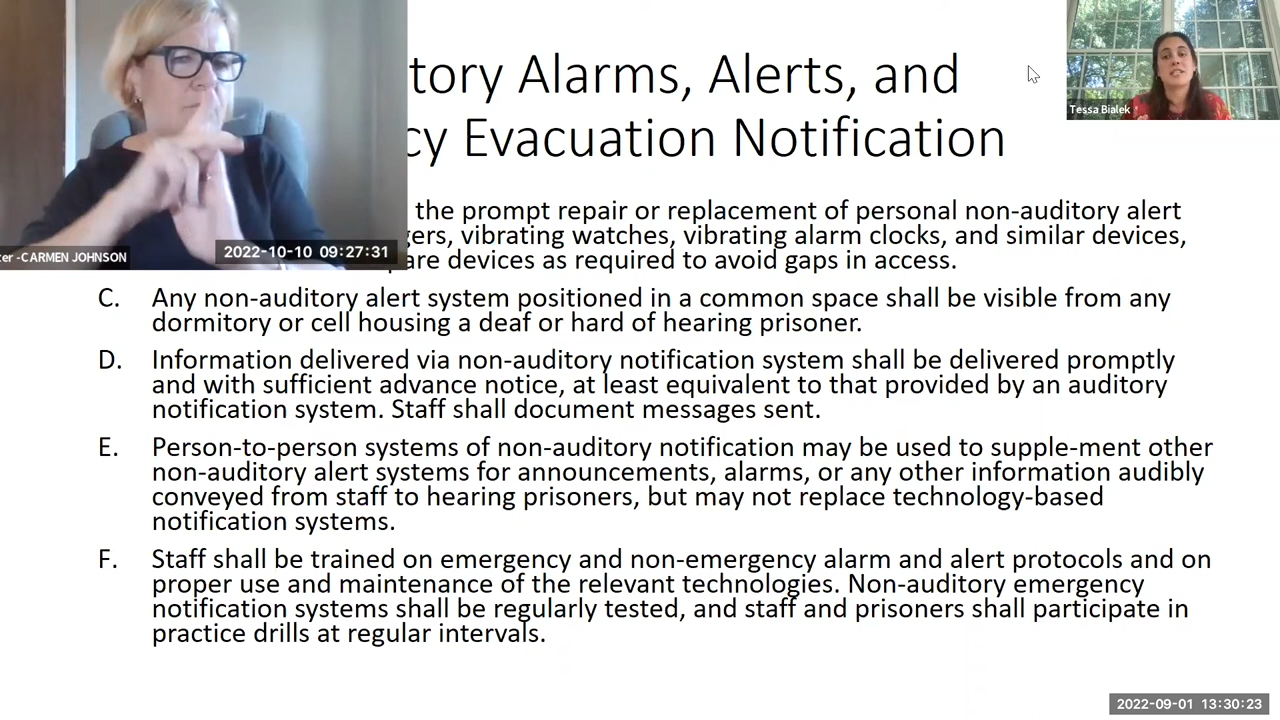 tory Alarms, Alerts, and
cy Evacuation Notification
Tessa Bialek
the prompt repair or replacement of personal non-auditory alert
gers, vibrating watches, vibrating alarm clocks, and similar devices,
pare devices as required to avoid gaps in access.
ter -CARMEN JOHNSON
2022-10-10 09:27:31
C. Any non-auditory alert system positioned in a common space shall be visible from any
dormitory or cell housing a deaf or hard of hearing prisoner.
D. Information delivered via non-auditory notification system shall be delivered promptly
and with sufficient advance notice, at least equivalent to that provided by an auditory
notification system. Staff shall document messages sent.
E. Person-to-person systems of non-auditory notification may be used to supple-ment other
non-auditory alert systems for announcements, alarms, or any other information audibly
conveyed from staff to hearing prisoners, but may not replace technology-based
notification systems.
F. Staff shall be trained on emergency and non-emergency alarm and alert protocols and on
proper use and maintenance of the relevant technologies. Non-auditory emergency
notification systems shall be regularly tested, and staff and prisoners shall participate in
practice drills at regular intervals.
2022-09-01 13:30:23